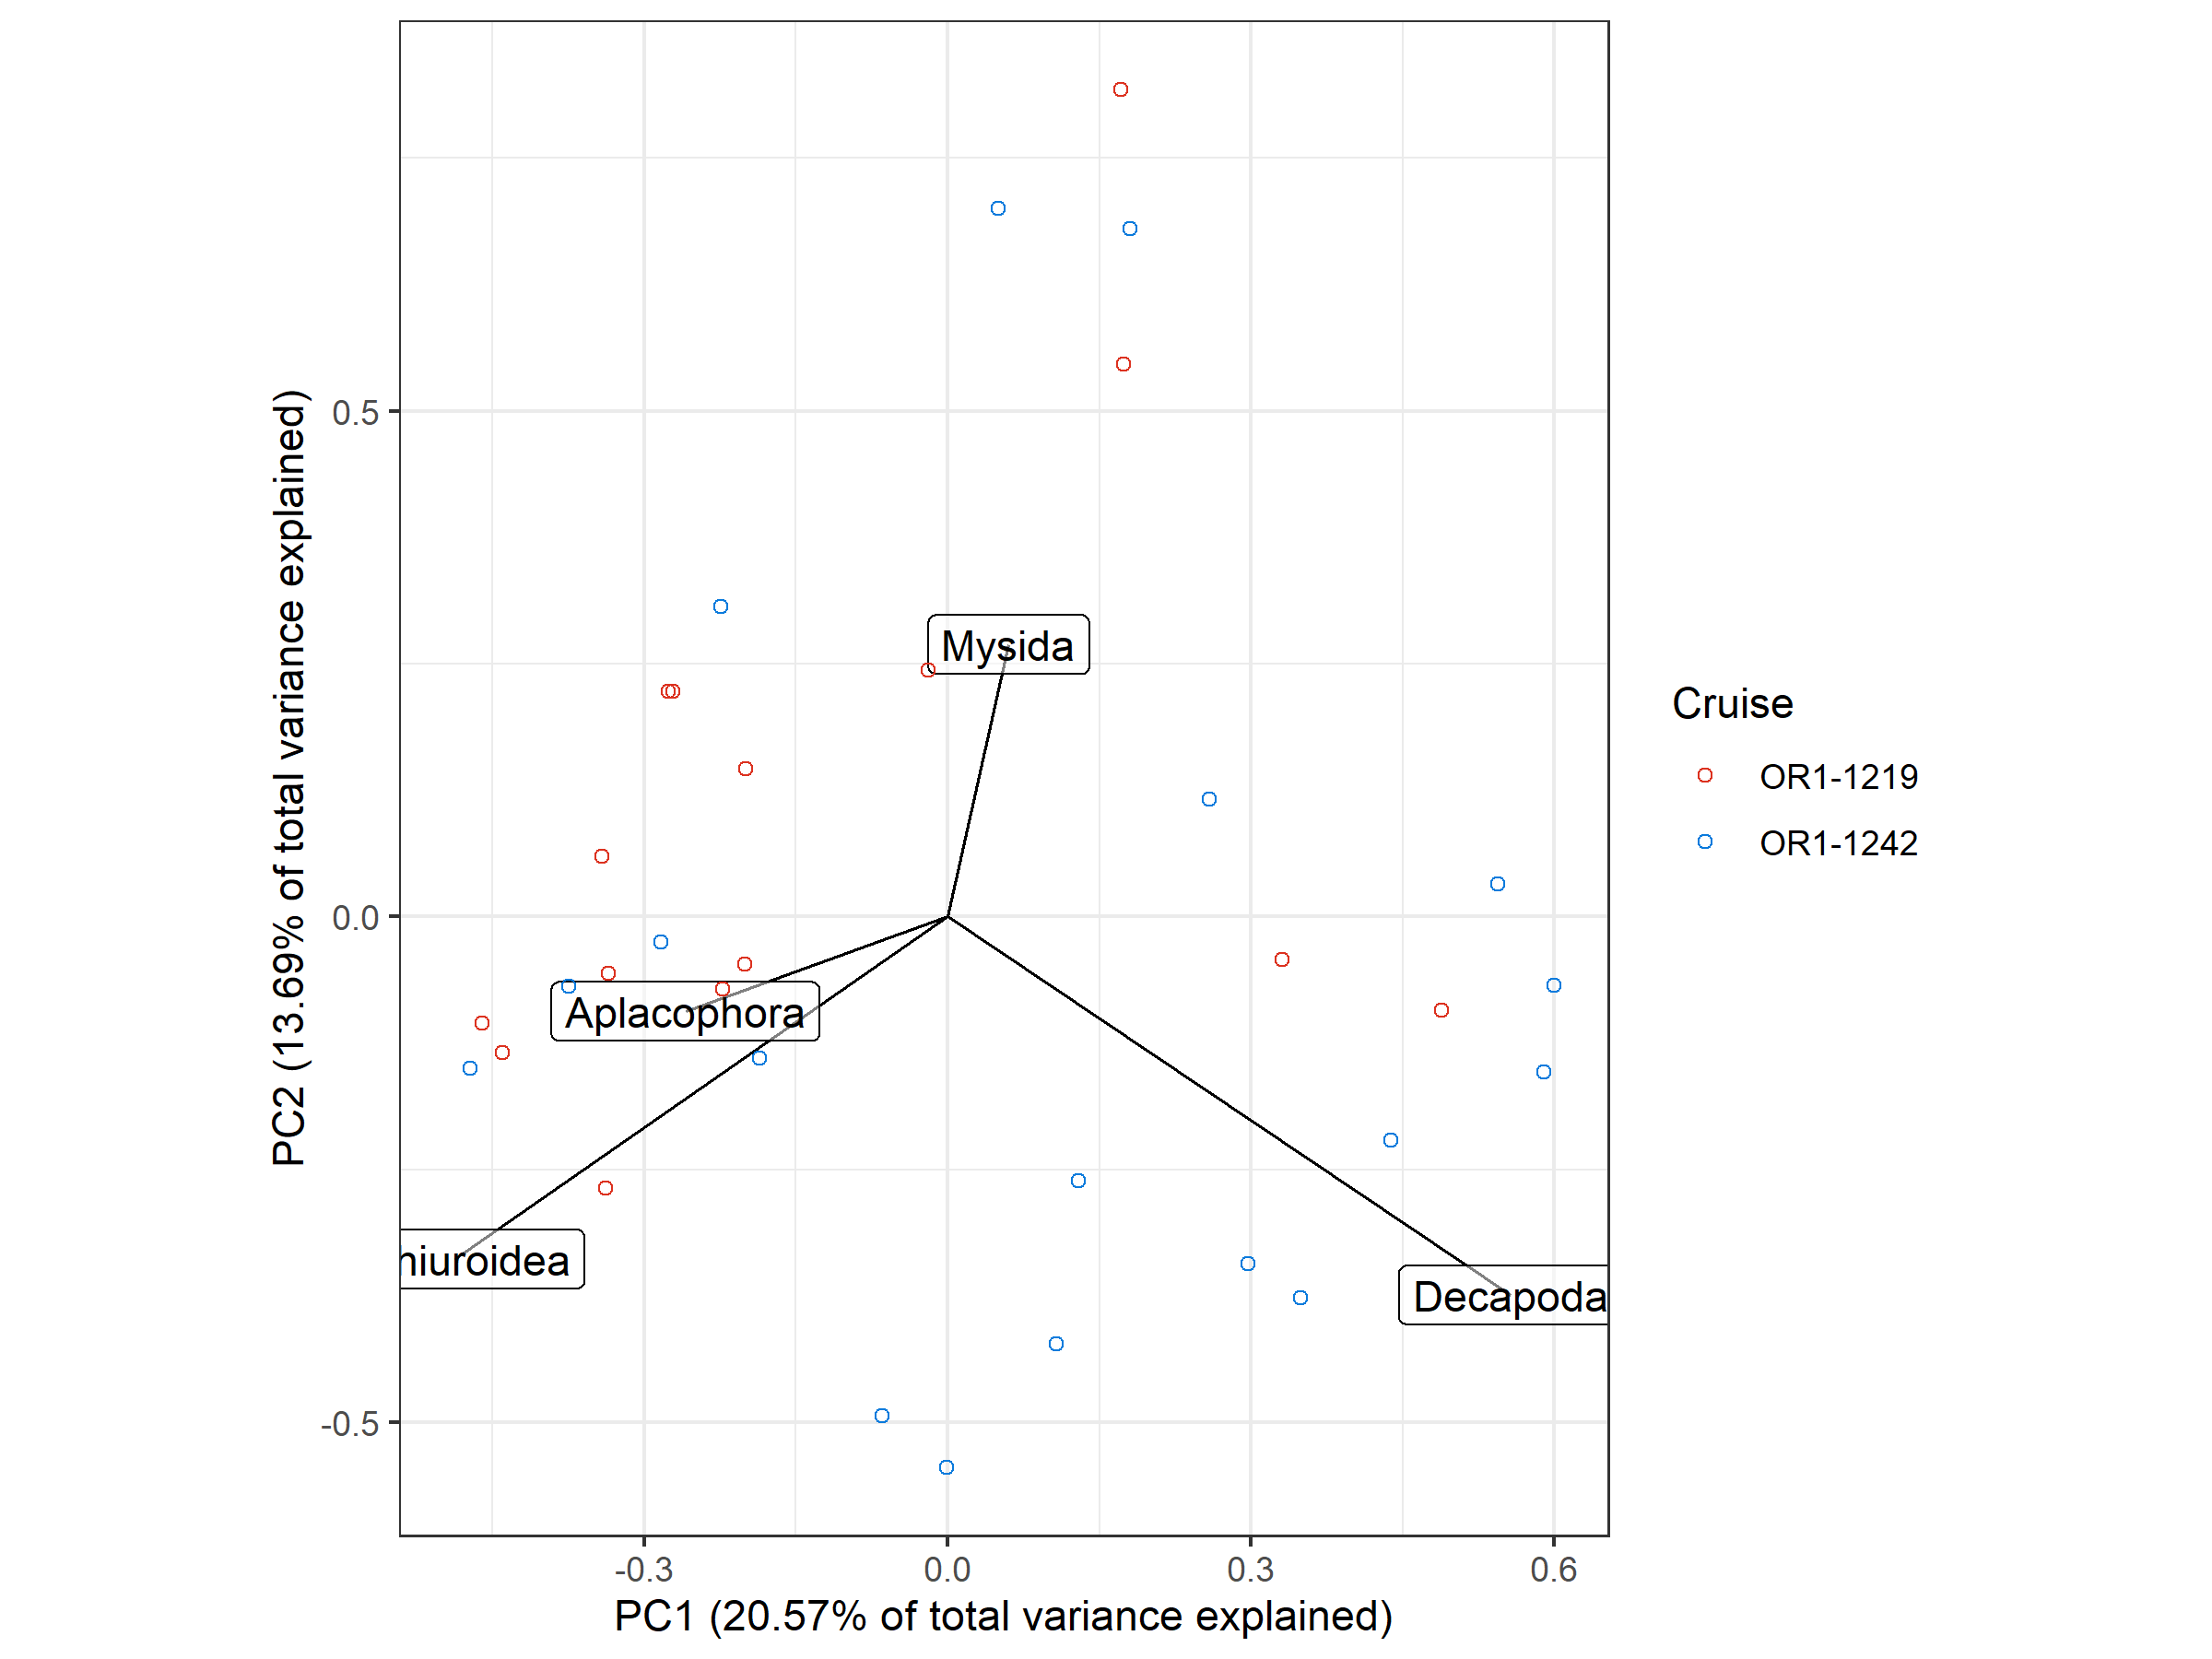 PC2 (13.69% of total variance explained)
0.5
0.0
-0.5
Mysida
Aplacophora
hiuroidea
Decapoda
-0.3
0.0
0.3
0.6
PC1 (20.57% of total variance explained)
Cruise
OR1-1219
OR1-1242